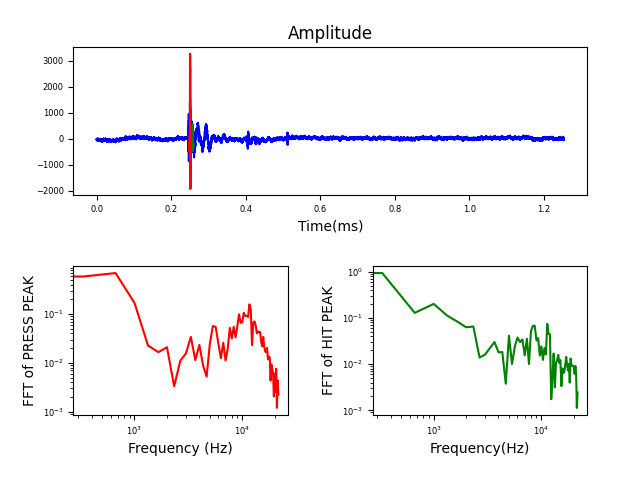 Amplitude
3000
2000
1000
0
−1000
−2000
0.0 0.2 0.4 0.6 0.8 1.0 1.2
Time(ms)
FFT of PRESS PEAK
10⁻¹
10⁻²
10⁻³
10³ 10⁴
Frequency (Hz)
FFT of HIT PEAK
10⁰
10⁻¹
10⁻²
10⁻³
10³ 10⁴
Frequency(Hz)